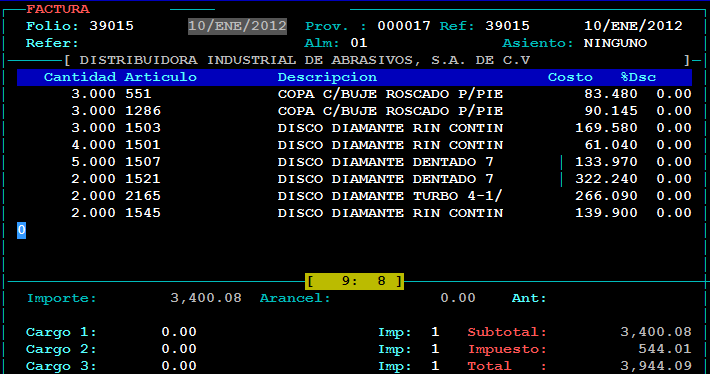 FACTURA
Folio: 39015 10/ENE/2012 Prov. : 000017 Ref: 39015 10/ENE/2012
Refer: Alm: 01 Asiento: NINGUNO
[ DISTRIBUIDORA INDUSTRIAL DE ABRASIVOS, S.A. DE C.V ]
Cantidad Articulo Descripcion Costo %Dsc
3.000 551 COPA C/BUJE ROSCADO P/PIE 83.480 0.00
3.000 1286 COPA C/BUJE ROSCADO P/PIE 90.145 0.00
3.000 1503 DISCO DIAMANTE RIN CONTIN 169.580 0.00
4.000 1501 DISCO DIAMANTE RIN CONTIN 61.040 0.00
5.000 1507 DISCO DIAMANTE DENTADO 7 | 133.970 0.00
2.000 1521 DISCO DIAMANTE DENTADO 7 | 322.240 0.00
2.000 2165 DISCO DIAMANTE TURBO 4-1/ 266.090 0.00
2.000 1545 DISCO DIAMANTE RIN CONTIN 139.900 0.00
0
[ 9: 8 ]
Importe: 3,400.08 Arancel: 0.00 Ant:
Cargo 1: 0.00 Imp: 1 Subtotal: 3,400.08
Cargo 2: 0.00 Imp: 1 Impuesto: 544.01
Cargo 3: 0.00 Imp: 1 Total : 3,944.09